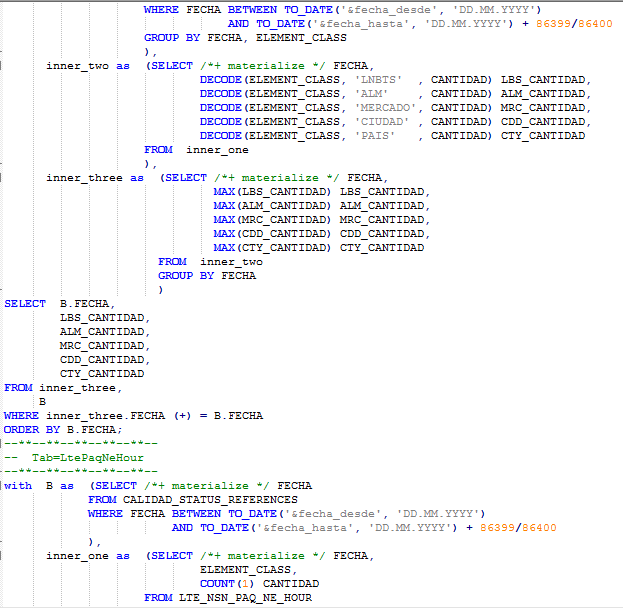 WHERE FECHA BETWEEN TO_DATE('&fecha_desde', 'DD.MM.YYYY')
AND TO_DATE('&fecha_hasta', 'DD.MM.YYYY') + 86399/86400
GROUP BY FECHA, ELEMENT_CLASS
),
inner_two as (SELECT /*+ materialize */ FECHA,
DECODE(ELEMENT_CLASS, 'LNBTS' , CANTIDAD) LBS_CANTIDAD,
DECODE(ELEMENT_CLASS, 'ALM' , CANTIDAD) ALM_CANTIDAD,
DECODE(ELEMENT_CLASS, 'MERCADO', CANTIDAD) MRC_CANTIDAD,
DECODE(ELEMENT_CLASS, 'CIUDAD' , CANTIDAD) CDD_CANTIDAD,
DECODE(ELEMENT_CLASS, 'PAIS' , CANTIDAD) CTY_CANTIDAD
FROM inner_one
),
inner_three as (SELECT /*+ materialize */ FECHA,
MAX(LBS_CANTIDAD) LBS_CANTIDAD,
MAX(ALM_CANTIDAD) ALM_CANTIDAD,
MAX(MRC_CANTIDAD) MRC_CANTIDAD,
MAX(CDD_CANTIDAD) CDD_CANTIDAD,
MAX(CTY_CANTIDAD) CTY_CANTIDAD
FROM inner_two
GROUP BY FECHA
)
SELECT B.FECHA,
LBS_CANTIDAD,
ALM_CANTIDAD,
MRC_CANTIDAD,
CDD_CANTIDAD,
CTY_CANTIDAD
FROM inner_three,
B
WHERE inner_three.FECHA (+) = B.FECHA
ORDER BY B.FECHA;
--**--**--**--**--**--
-- Tab=LtePaqNeHour
--**--**--**--**--**--
with B as (SELECT /*+ materialize */ FECHA
FROM CALIDAD_STATUS_REFERENCES
WHERE FECHA BETWEEN TO_DATE('&fecha_desde', 'DD.MM.YYYY')
AND TO_DATE('&fecha_hasta', 'DD.MM.YYYY') + 86399/86400
),
inner_one as (SELECT /*+ materialize */ FECHA,
ELEMENT_CLASS,
COUNT(1) CANTIDAD
FROM LTE_NSN_PAQ_NE_HOUR